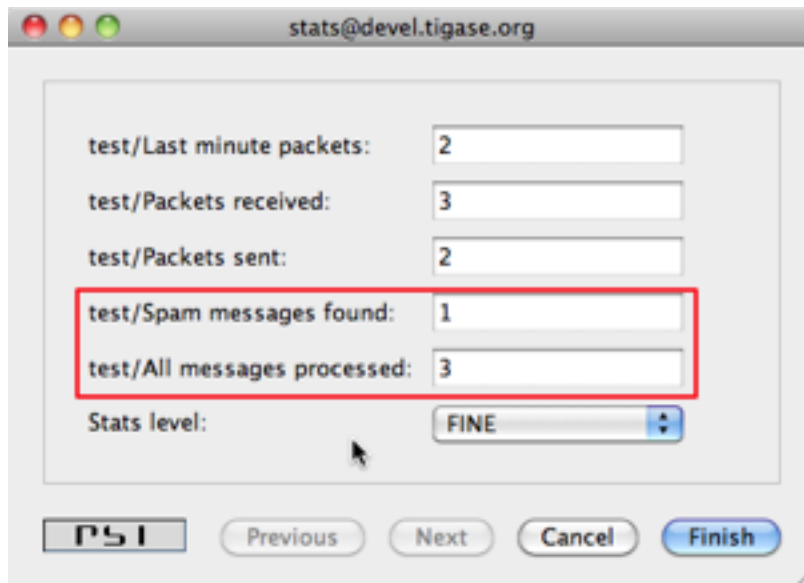 stats@devel.tigase.org
test/Last minute packets: 2
test/Packets received: 3
test/Packets sent: 2
test/Spam messages found: 1
test/All messages processed: 3
Stats level: FINE
PSI Previous Next Cancel Finish